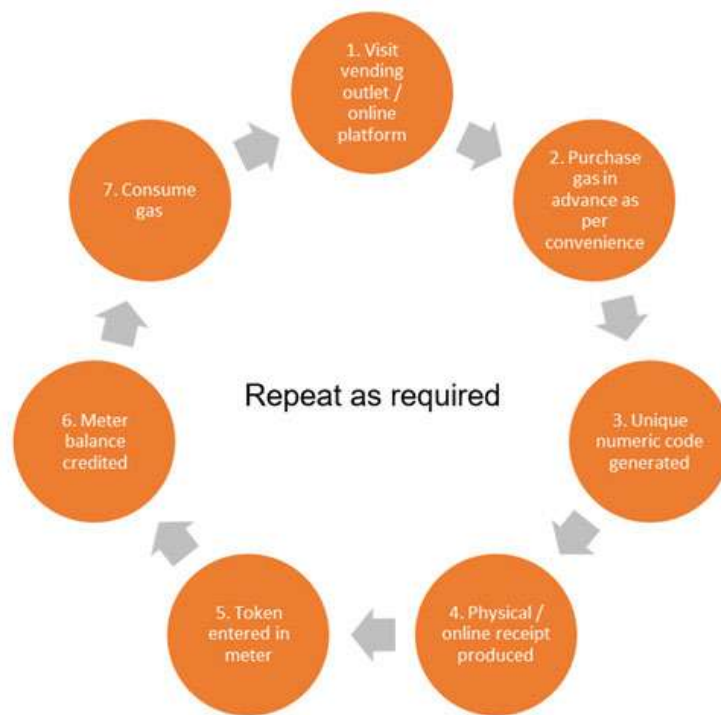 1. Visit
vending
outlet /
online
platform
2. Purchase
gas in
advance as
per
convenience
3. Unique
numeric code
generated
4. Physical /
online receipt
produced
5. Token
entered in
meter
6. Meter
balance
credited
7. Consume
gas
Repeat as required